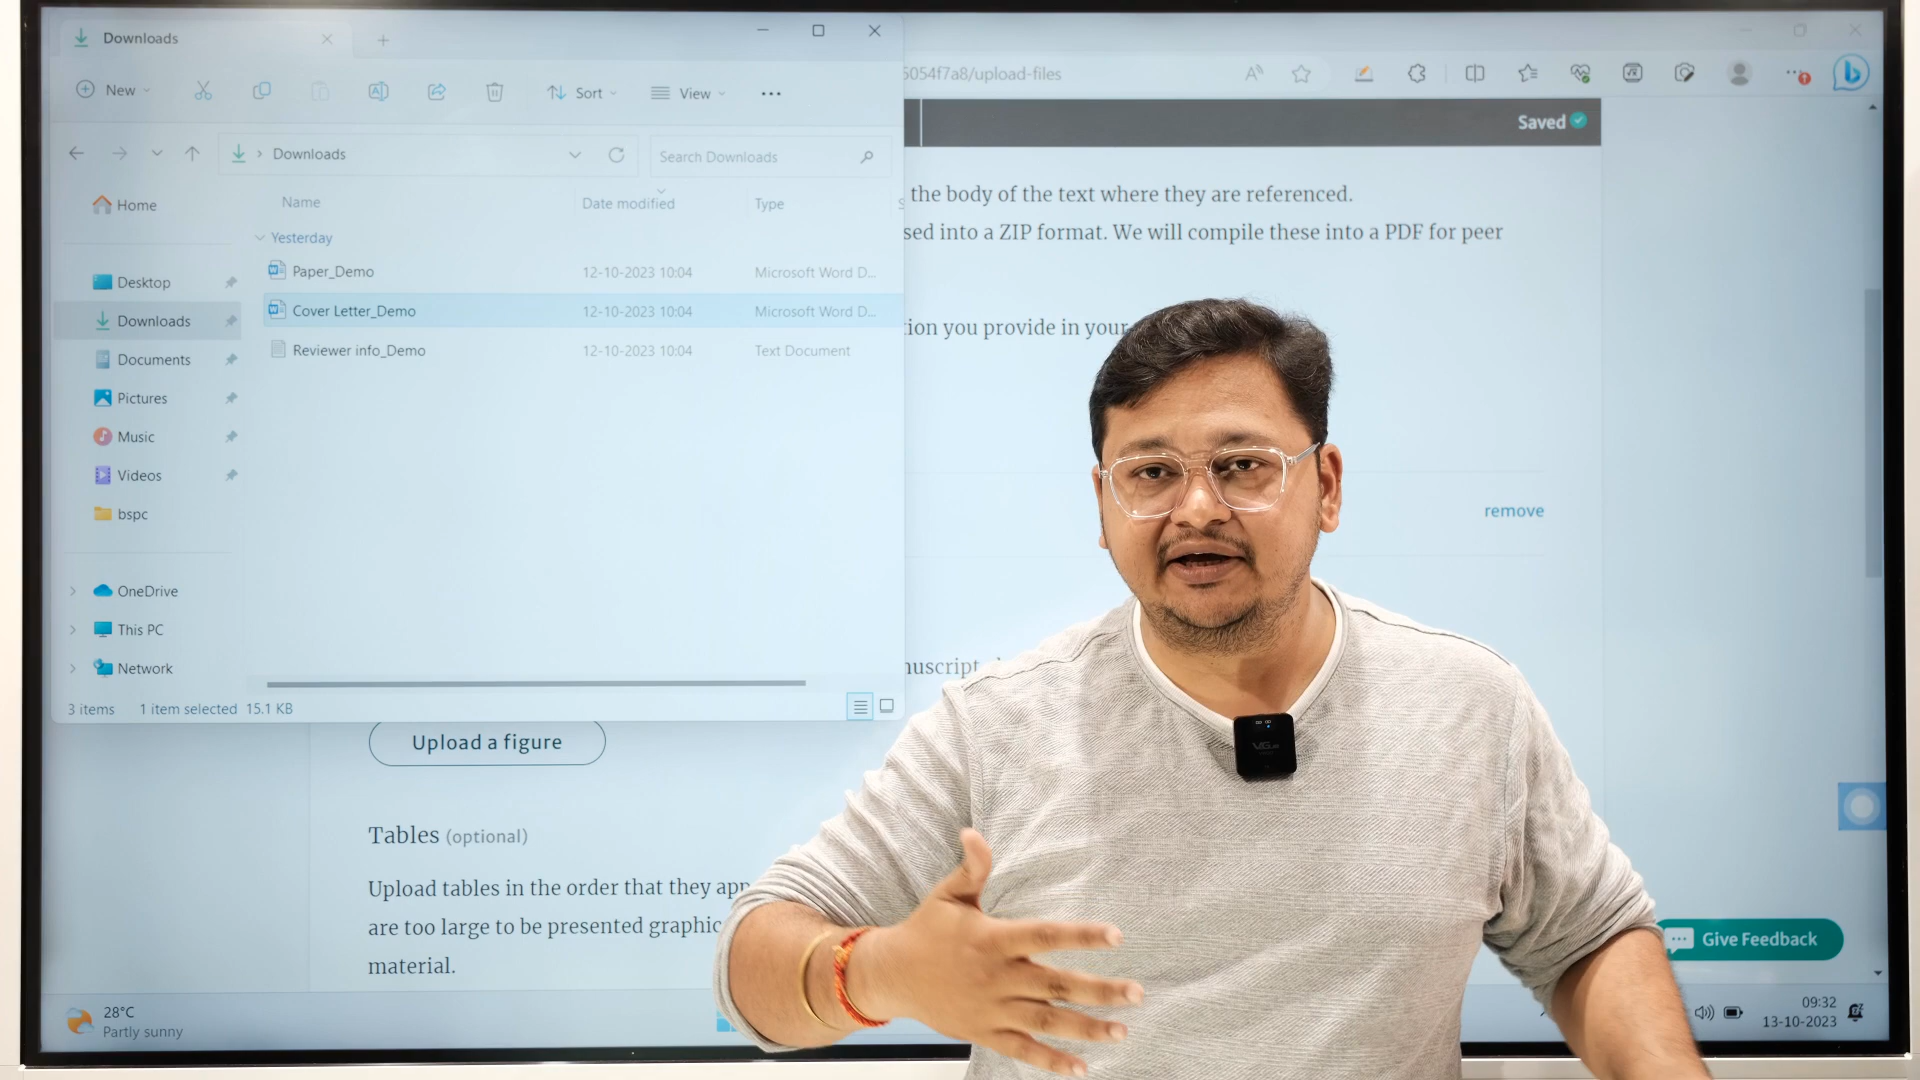 Downloads
New
Sort
View
Downloads
Search Downloads
Home
Desktop
Downloads
Documents
Pictures
Music
Videos
bspc
OneDrive
This PC
Network
Name Date modified Type
Yesterday
Paper_Demo 12-10-2023 10:04 Microsoft Word D...
Cover Letter_Demo 12-10-2023 10:04 Microsoft Word D...
Reviewer info_Demo 12-10-2023 10:04 Text Document
3 items 1 item selected 15.1 KB
5054f7a8/upload-files
Saved
the body of the text where they are referenced.
sed into a ZIP format. We will compile these into a PDF for peer
tion you provide in your
remove
nuscript
Upload a figure
Tables (optional)
Upload tables in the order that they app
are too large to be presented graphic
material.
Give Feedback
28°C
Partly sunny
09:32
13-10-2023